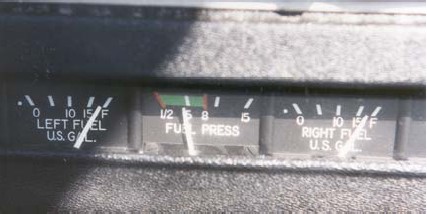 0 10 15 F
LEFT FUEL
U.S. GAL.
1/2 5 8 15
FUEL PRESS
0 10 15 F
RIGHT FUEL
U.S. GAL.